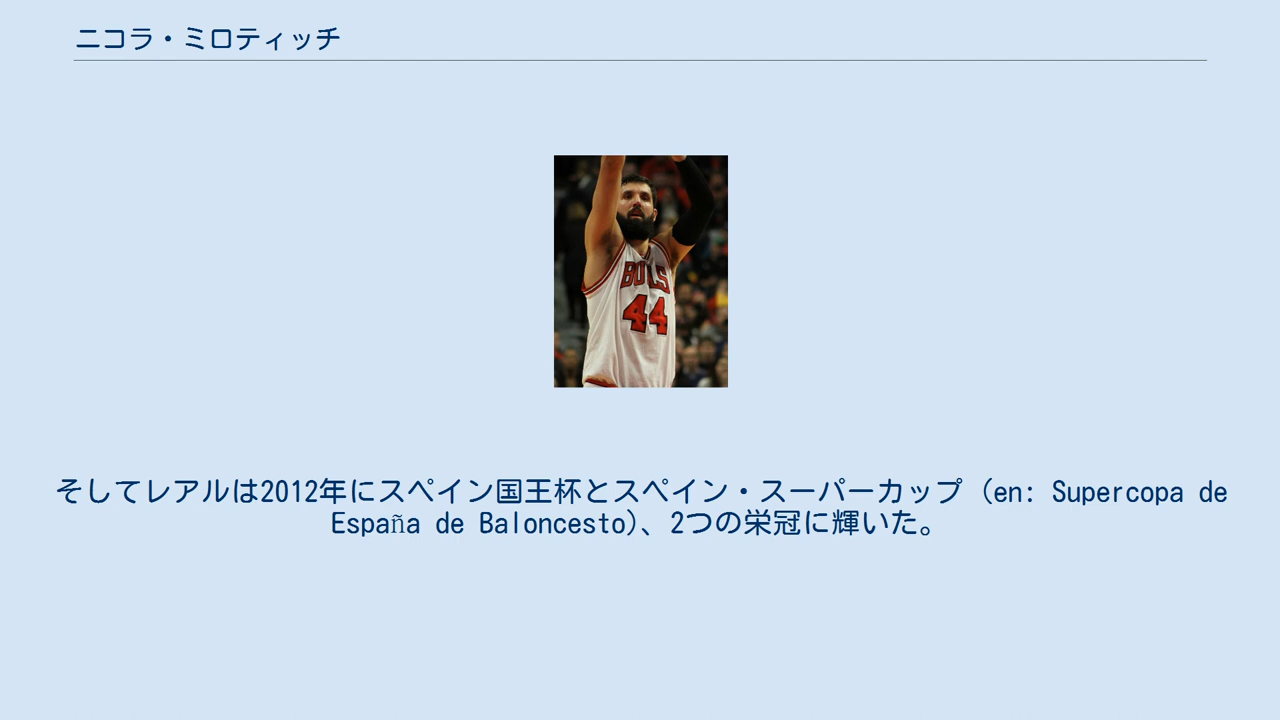 ニコラ・ミロティッチ
BULLS
44
そしてレアルは2012年にスペイン国王杯とスペイン・スーパーカップ (en: Supercopa de
España de Baloncesto)、2つの栄冠に輝いた。